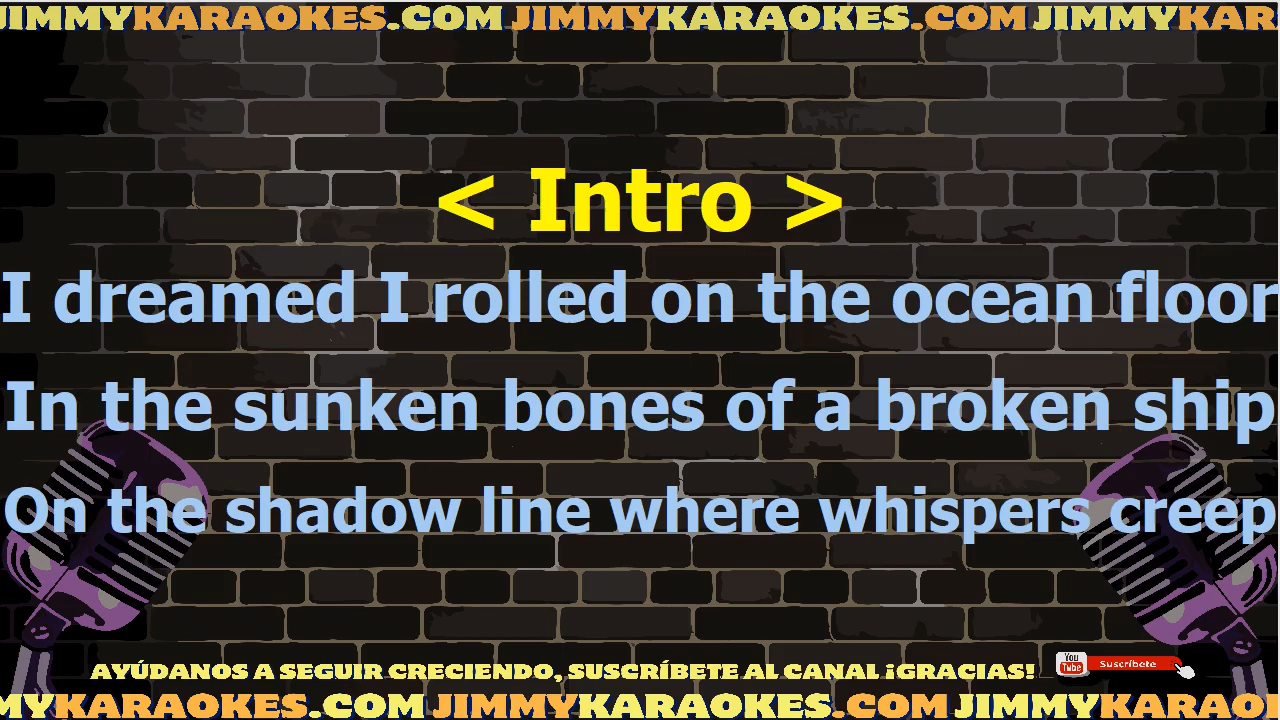 JIMMYKARAOKES.COM JIMMYKARAOKES.COM JIMMYKAR
< Intro >
I dreamed I rolled on the ocean floor
In the sunken bones of a broken ship
On the shadow line where whispers creep
AYÚDANOS A SEGUIR CRECIENDO, SUSCRÍBETE AL CANAL ¡GRACIAS!
You Tube Suscríbete
MYKARAOKES.COM JIMMYKARAOKES.COM JIMMYKARAO